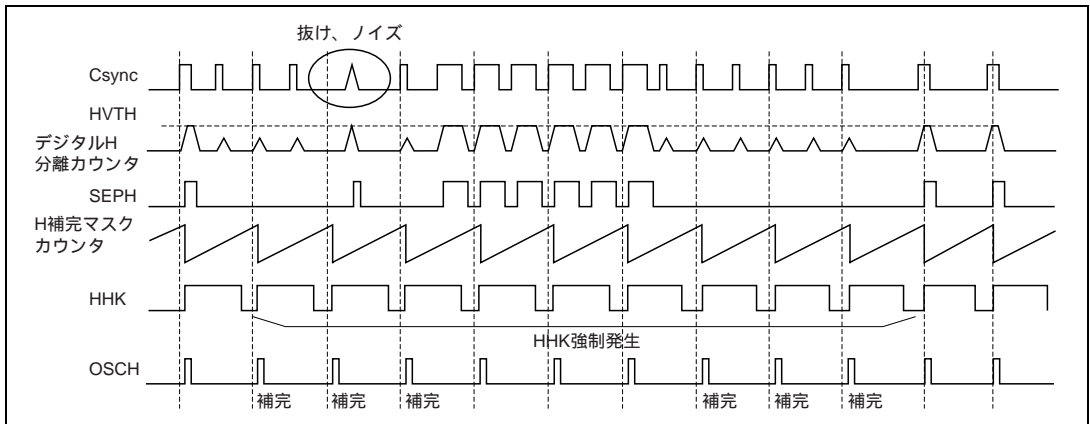 抜け、ノイズ
Csync
HVTH
デジタルH
分離カウンタ
SEPH
H補完マスク
カウンタ
HHK
HHK強制発生
OSCH
補完 補完 補完 補完 補完 補完